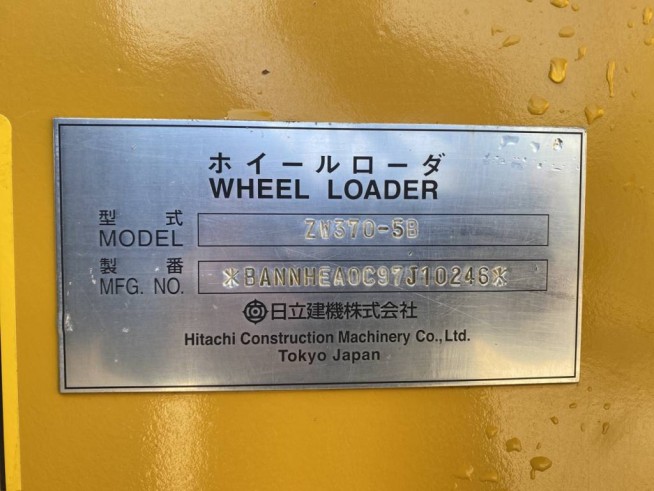 ホイールローダ
WHEEL LOADER
型式
MODEL ZW370-5B
製番
MFG. NO. *BANNHEA0C97J10246*
日立建機株式会社
Hitachi Construction Machinery Co., Ltd.
Tokyo Japan